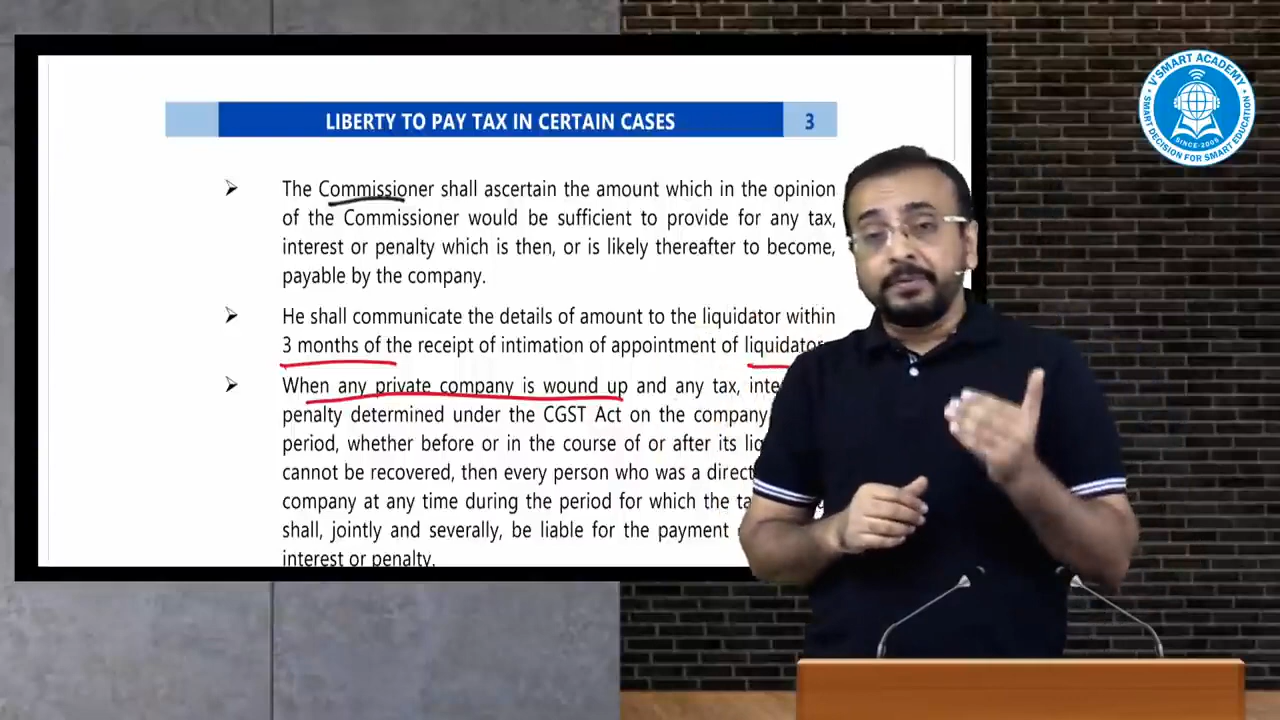 LIBERTY TO PAY TAX IN CERTAIN CASES 3
➢ The Commissioner shall ascertain the amount which in the opinion
of the Commissioner would be sufficient to provide for any tax,
interest or penalty which is then, or is likely thereafter to become,
payable by the company.
➢ He shall communicate the details of amount to the liquidator within
3 months of the receipt of intimation of appointment of
➢ When any private company is wound up and any tax,
penalty determined under the CGST Act on the company
period, whether before or in the course of or after its
cannot be recovered, then every person who was a
company at any time during the period for which the
shall, jointly and severally, be liable for the payment
interest or penalty.
V'SMART ACADEMY
SINCE-2005
SMART DECISION FOR SMART EDUCATION